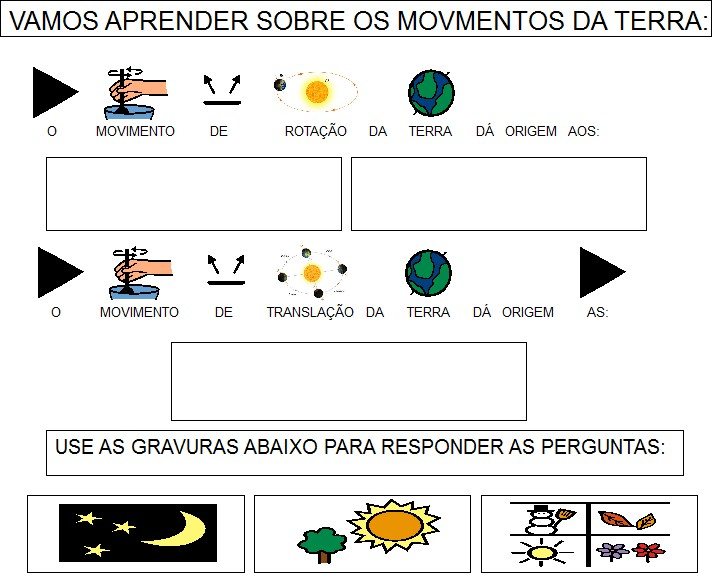 VAMOS APRENDER SOBRE OS MOVMENTOS DA TERRA:
O MOVIMENTO DE ROTAÇÃO DA TERRA DÁ ORIGEM AOS:
O MOVIMENTO DE TRANSLAÇÃO DA TERRA DÁ ORIGEM AS:
USE AS GRAVURAS ABAIXO PARA RESPONDER AS PERGUNTAS: